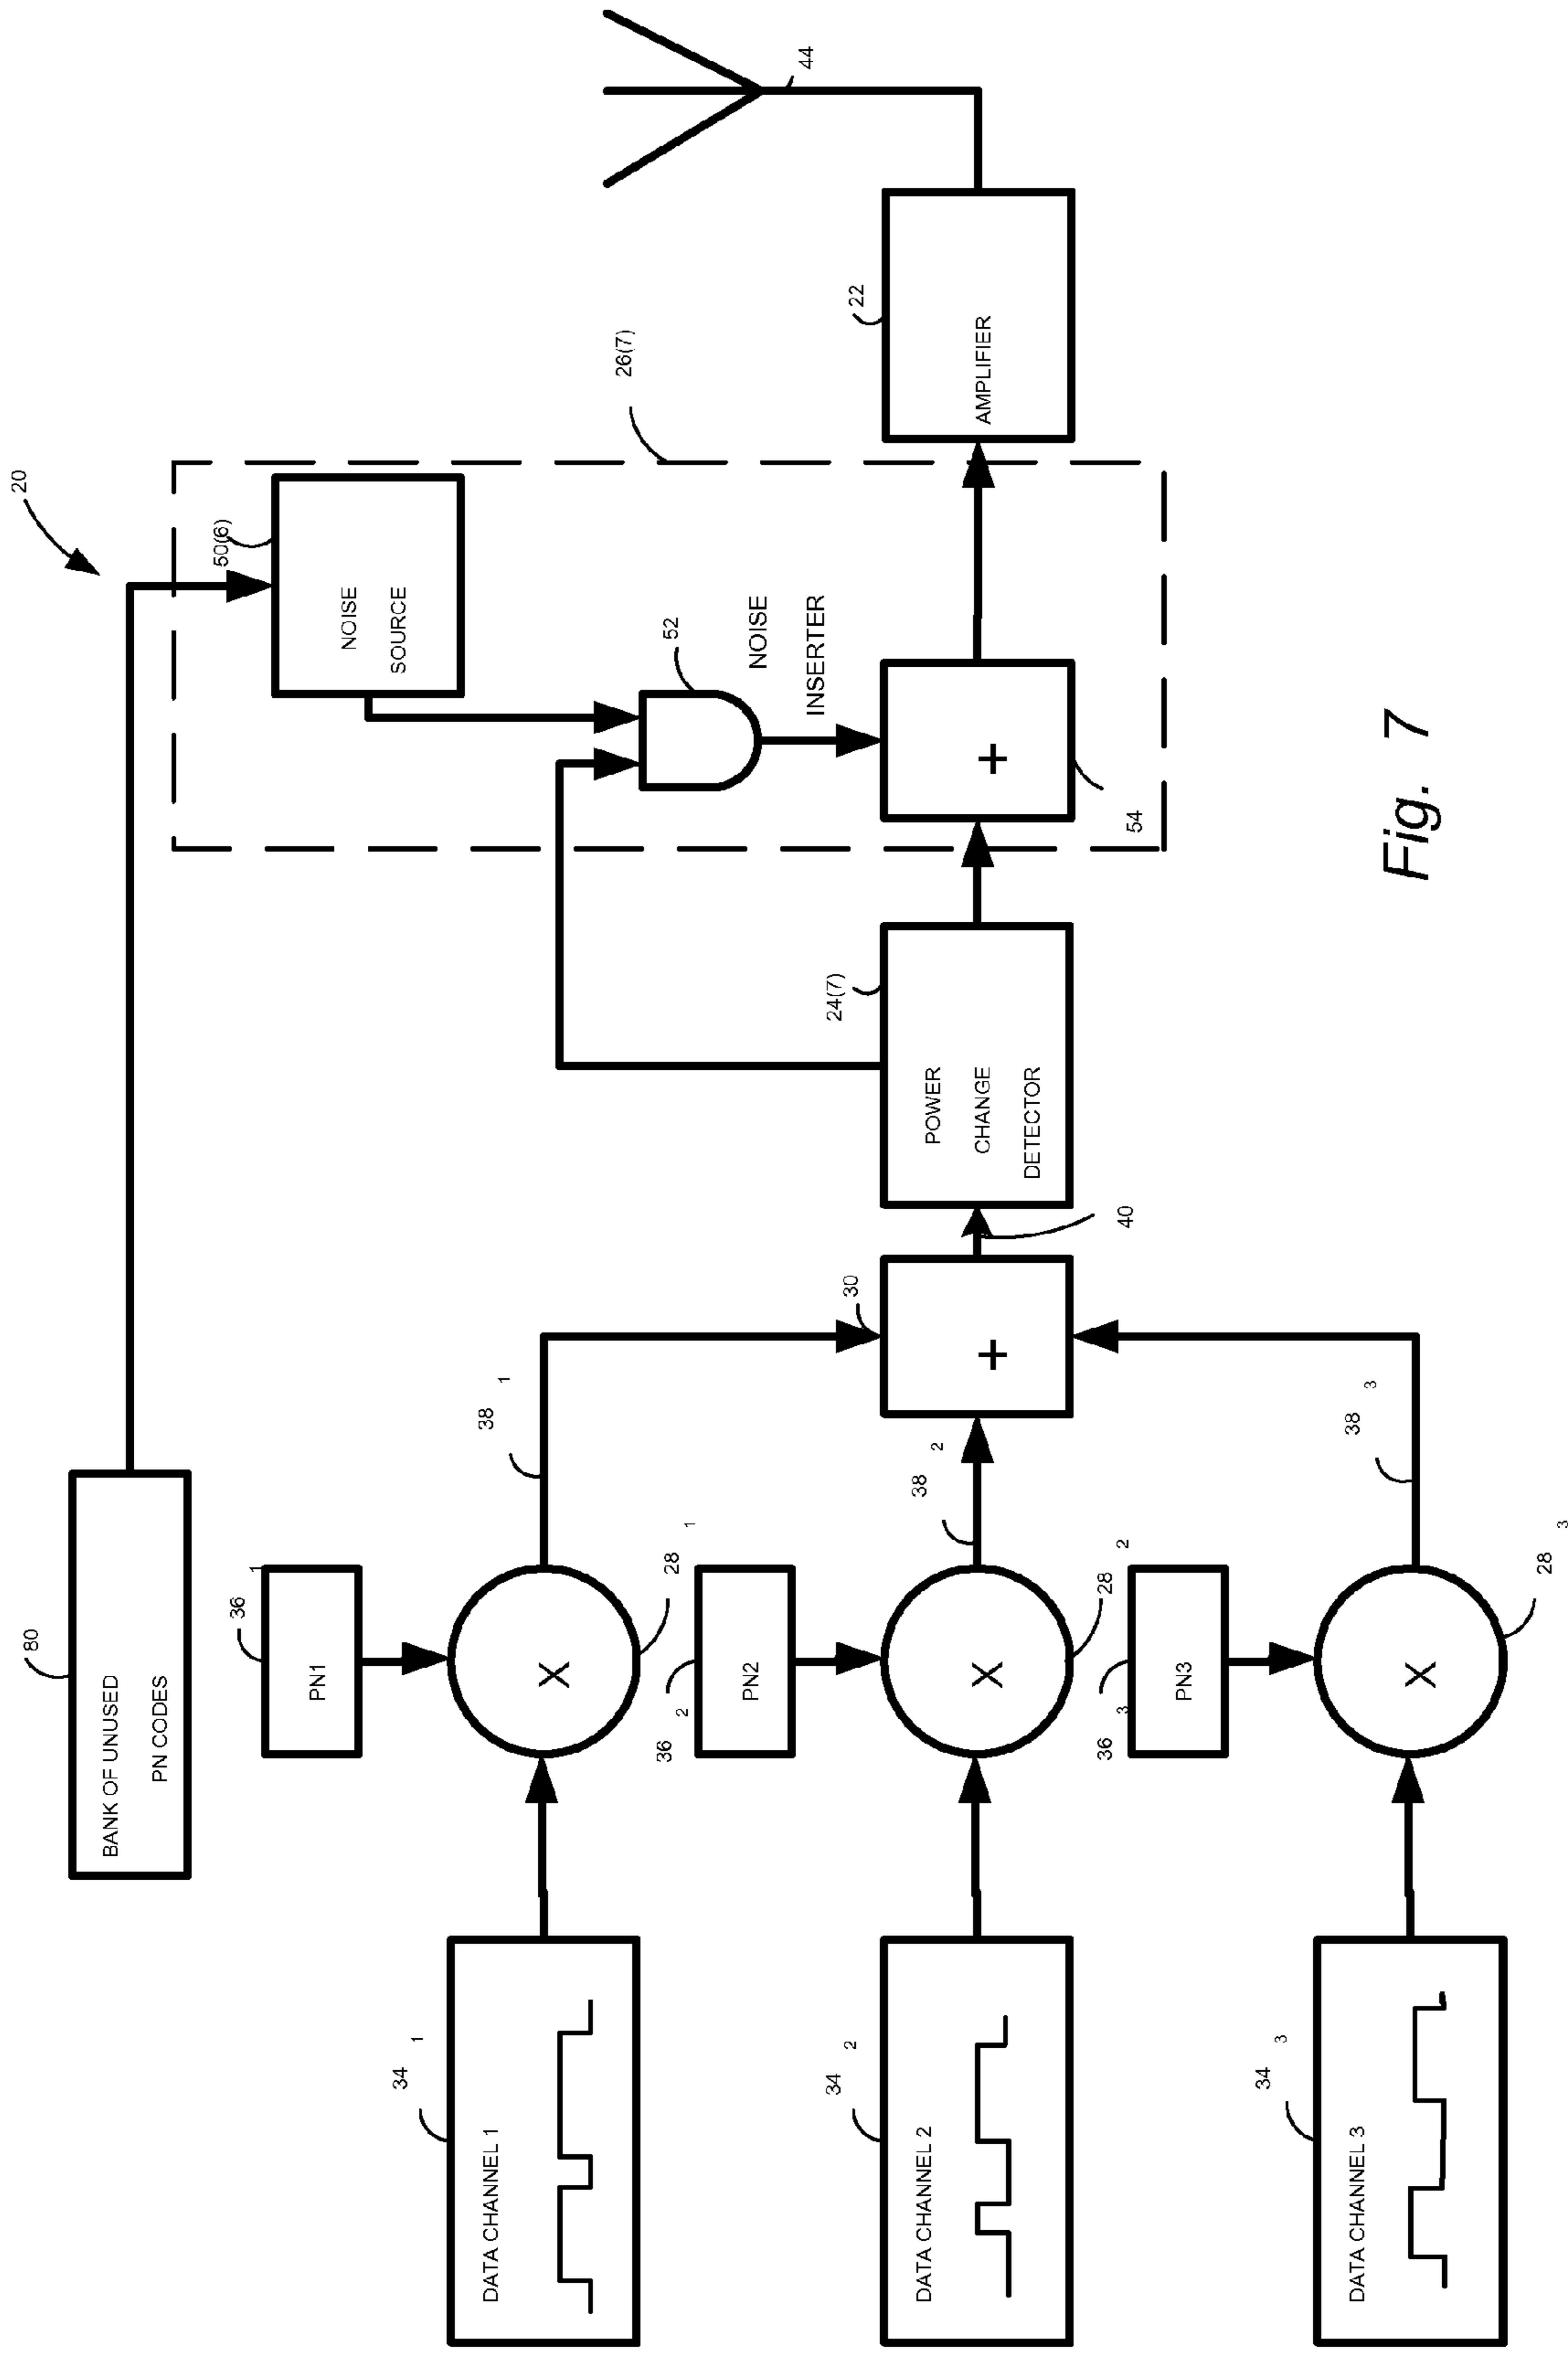 20
80
BANK OF UNUSED
PN CODES
50(6)
NOISE
SOURCE
26(7)
36 1
PN1
X
28 1
38 1
52
NOISE
INSERTER
44
34 1
DATA CHANNEL 1
36 2
PN2
X
28 2
38 2
30
+
40
24(7)
POWER
CHANGE
DETECTOR
+
54
22
AMPLIFIER
34 2
DATA CHANNEL 2
36 3
PN3
X
28 3
38 3
34 3
DATA CHANNEL 3
Fig. 7